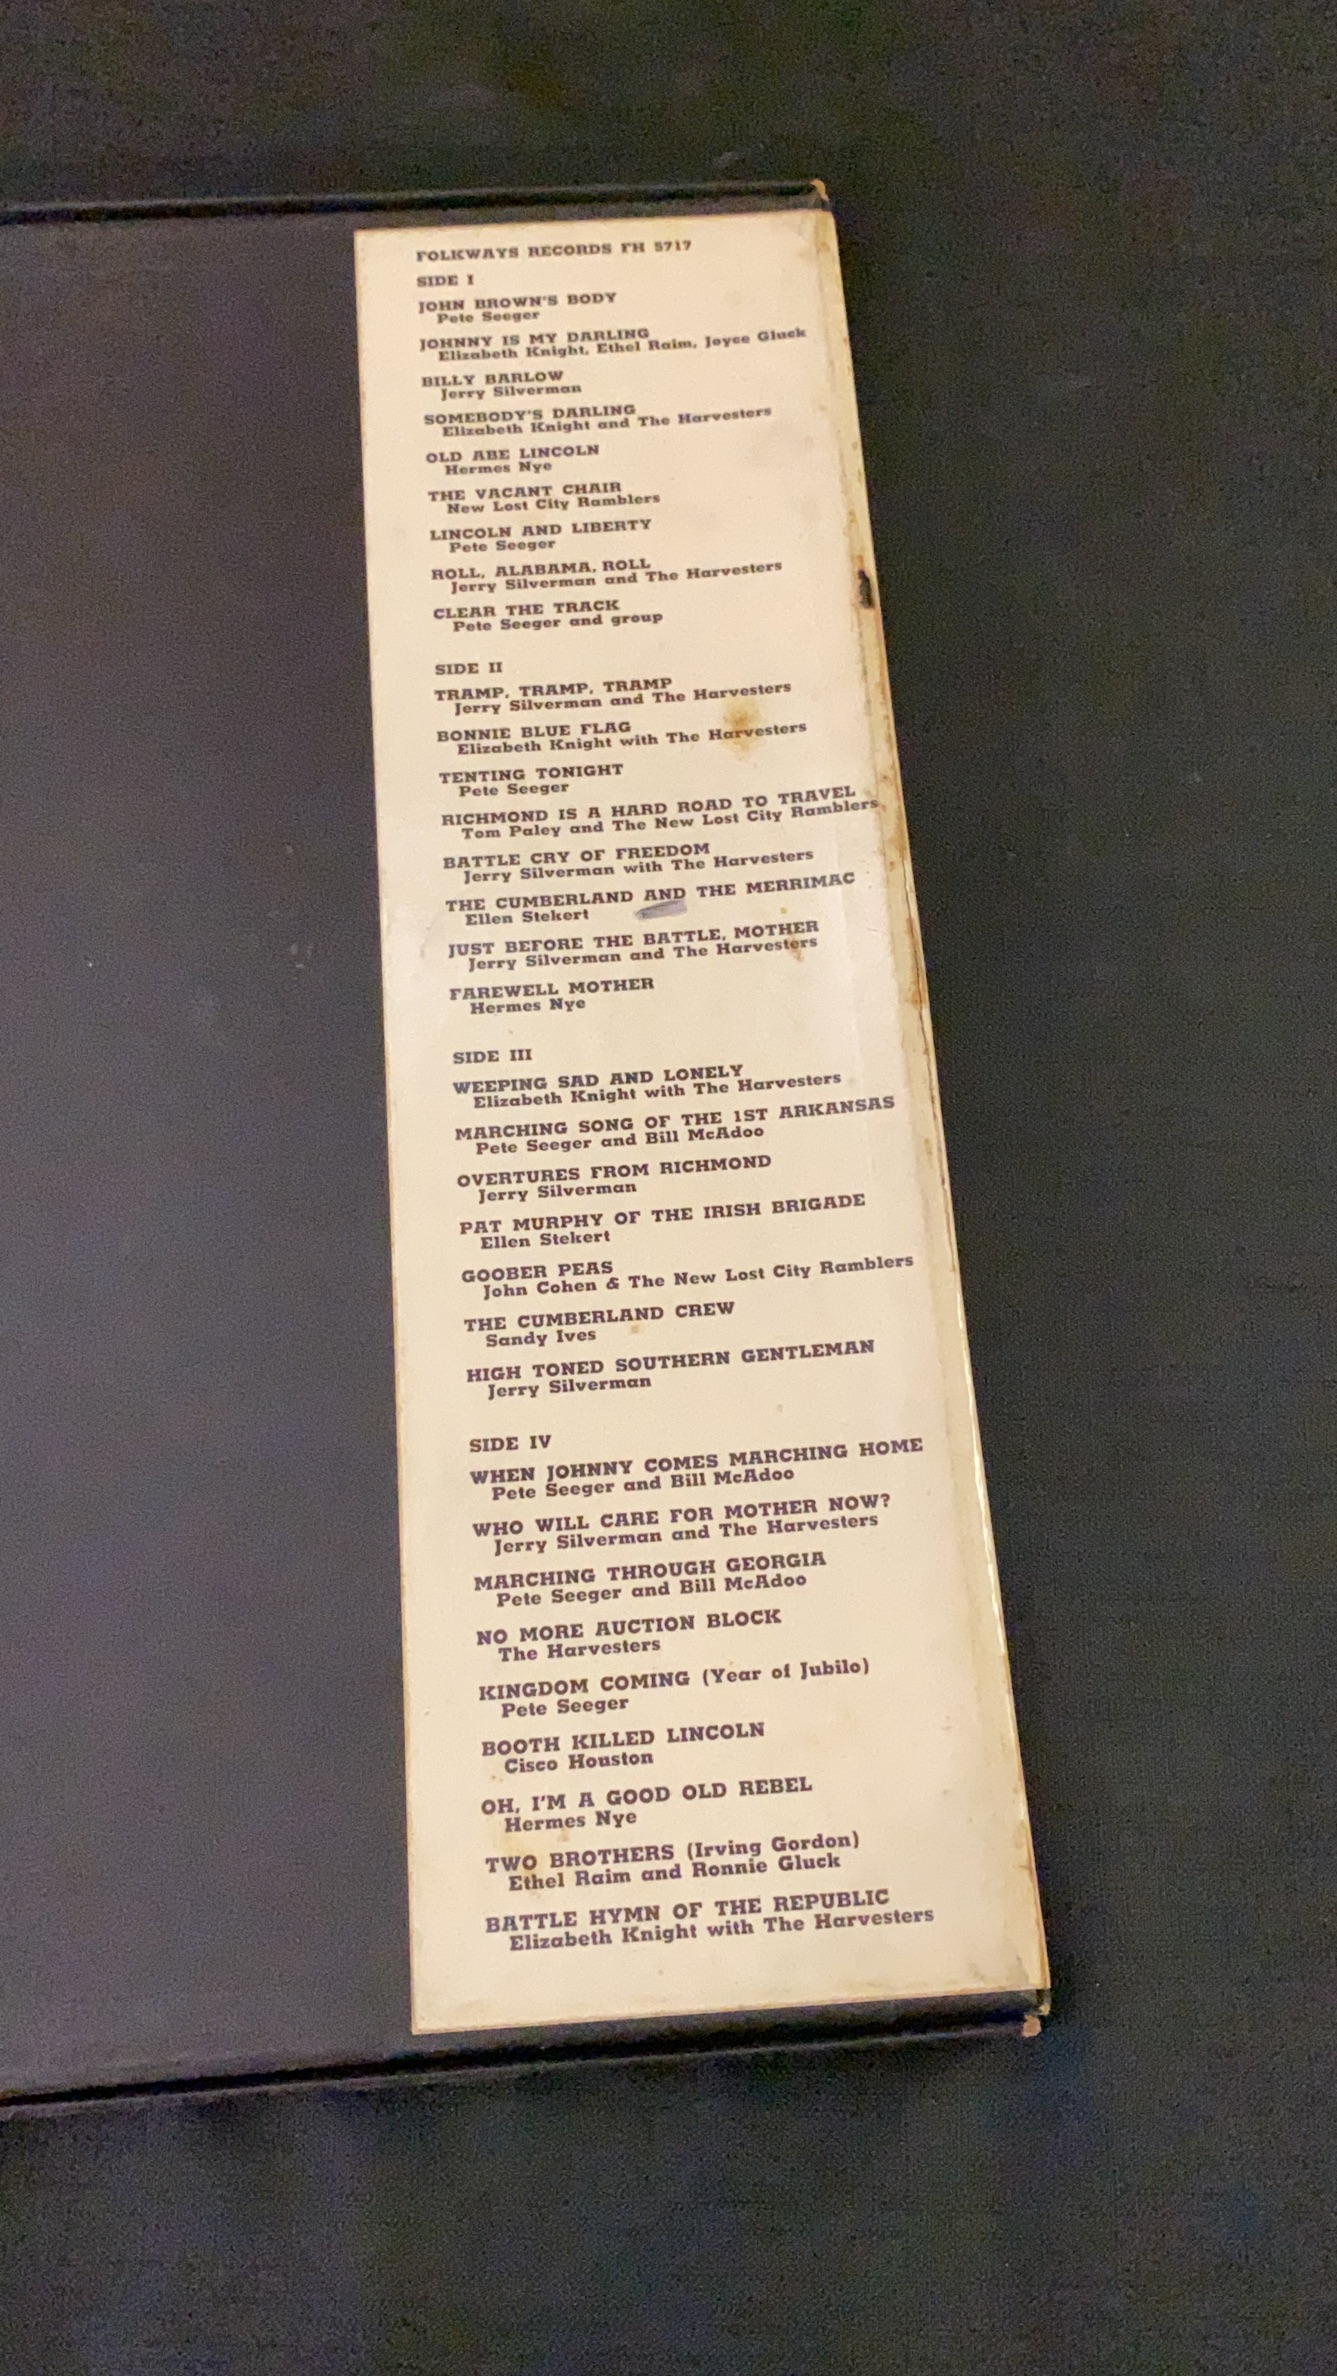 FOLKWAYS RECORDS FH 5717
SIDE I
JOHN BROWN'S BODY
Pete Seeger
JOHNNY IS MY DARLING
Elizabeth Knight, Ethel Raim, Joyce Gluck
BILLY BARLOW
Jerry Silverman
SOMEBODY'S DARLING
Elizabeth Knight and The Harvesters
OLD ABE LINCOLN
Hermes Nye
THE VACANT CHAIR
New Lost City Ramblers
LINCOLN AND LIBERTY
Pete Seeger
ROLL, ALABAMA, ROLL
Jerry Silverman and The Harvesters
CLEAR THE TRACK
Pete Seeger and group
SIDE II
TRAMP, TRAMP, TRAMP
Jerry Silverman and The Harvesters
BONNIE BLUE FLAG
Elizabeth Knight with The Harvesters
TENTING TONIGHT
Pete Seeger
RICHMOND IS A HARD ROAD TO TRAVEL
Tom Paley and The New Lost City Ramblers
BATTLE CRY OF FREEDOM
Jerry Silverman with The Harvesters
THE CUMBERLAND AND THE MERRIMAC
Ellen Stekert
JUST BEFORE THE BATTLE, MOTHER
Jerry Silverman and The Harvesters
FAREWELL MOTHER
Hermes Nye
SIDE III
WEEPING SAD AND LONELY
Elizabeth Knight with The Harvesters
MARCHING SONG OF THE 1ST ARKANSAS
Pete Seeger and Bill McAdoo
OVERTURES FROM RICHMOND
Jerry Silverman
PAT MURPHY OF THE IRISH BRIGADE
Ellen Stekert
GOOBER PEAS
John Cohen & The New Lost City Ramblers
THE CUMBERLAND CREW
Sandy Ives
HIGH TONED SOUTHERN GENTLEMAN
Jerry Silverman
SIDE IV
WHEN JOHNNY COMES MARCHING HOME
Pete Seeger and Bill McAdoo
WHO WILL CARE FOR MOTHER NOW?
Jerry Silverman and The Harvesters
MARCHING THROUGH GEORGIA
Pete Seeger and Bill McAdoo
NO MORE AUCTION BLOCK
The Harvesters
KINGDOM COMING (Year of Jubilo)
Pete Seeger
BOOTH KILLED LINCOLN
Cisco Houston
OH, I'M A GOOD OLD REBEL
Hermes Nye
TWO BROTHERS (Irving Gordon)
Ethel Raim and Ronnie Gluck
BATTLE HYMN OF THE REPUBLIC
Elizabeth Knight with The Harvesters